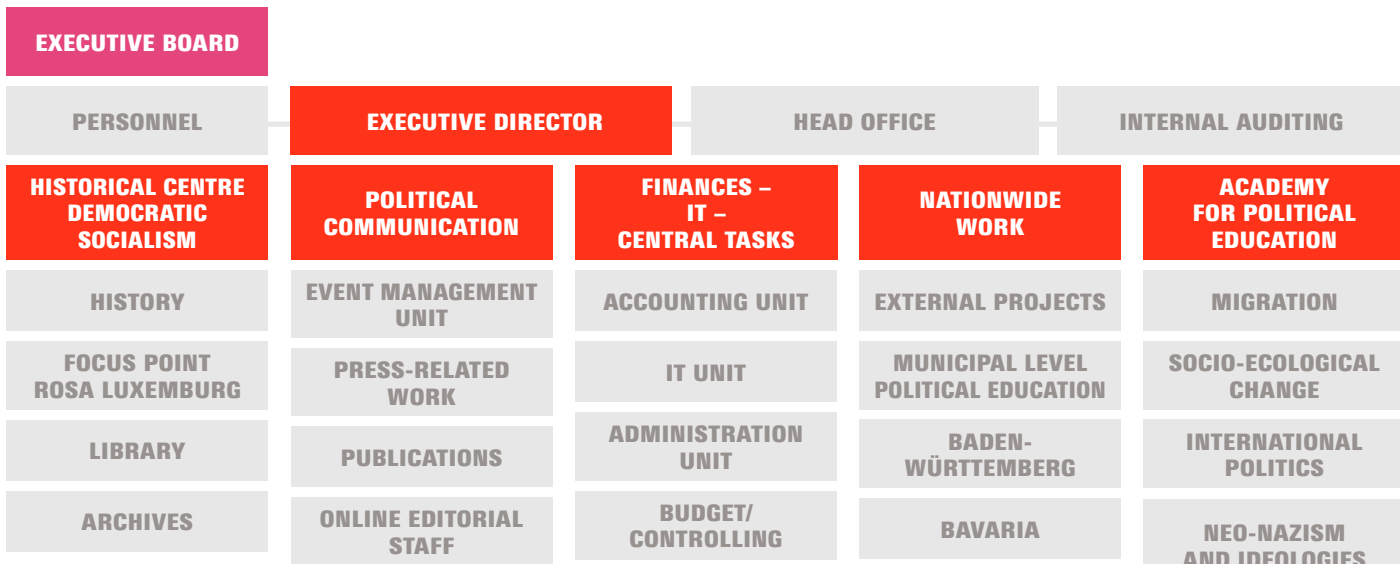 EXECUTIVE BOARD
PERSONNEL
EXECUTIVE DIRECTOR
HEAD OFFICE
INTERNAL AUDITING
HISTORICAL CENTRE
DEMOCRATIC
SOCIALISM
POLITICAL
COMMUNICATION
FINANCES –
IT –
CENTRAL TASKS
NATIONWIDE
WORK
ACADEMY
FOR POLITICAL
EDUCATION
HISTORY
EVENT MANAGEMENT
UNIT
ACCOUNTING UNIT
EXTERNAL PROJECTS
MIGRATION
FOCUS POINT
ROSA LUXEMBURG
PRESS-RELATED
WORK
IT UNIT
MUNICIPAL LEVEL
POLITICAL EDUCATION
SOCIO-ECOLOGICAL
CHANGE
LIBRARY
PUBLICATIONS
ADMINISTRATION
UNIT
BADEN-
WÜRTTEMBERG
INTERNATIONAL
POLITICS
ARCHIVES
ONLINE EDITORIAL
STAFF
BUDGET/
CONTROLLING
BAVARIA
NEO-NAZISM
AND IDEOLOGIES